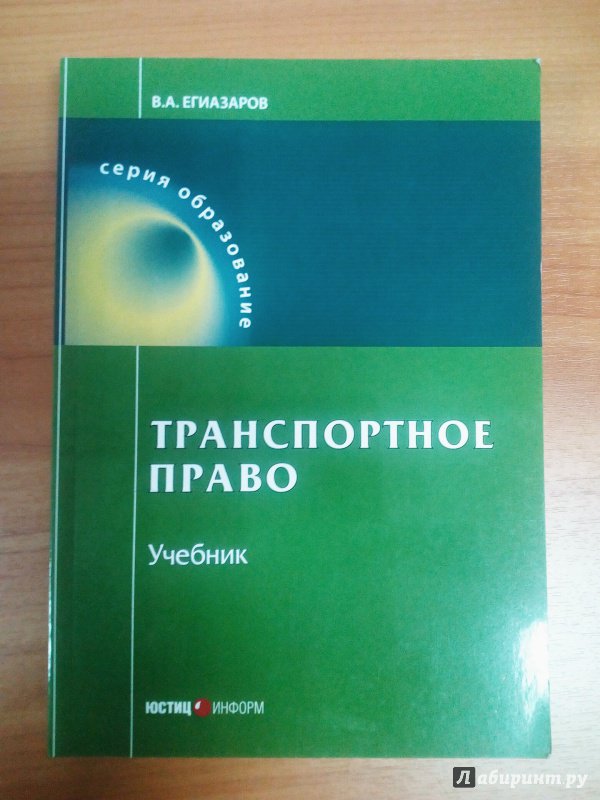 В.А. ЕГИАЗАРОВ
серия образование
ТРАНСПОРТНОЕ
ПРАВО
Учебник
ЮСТИЦ ИНФОРМ
Лабиринт.ру